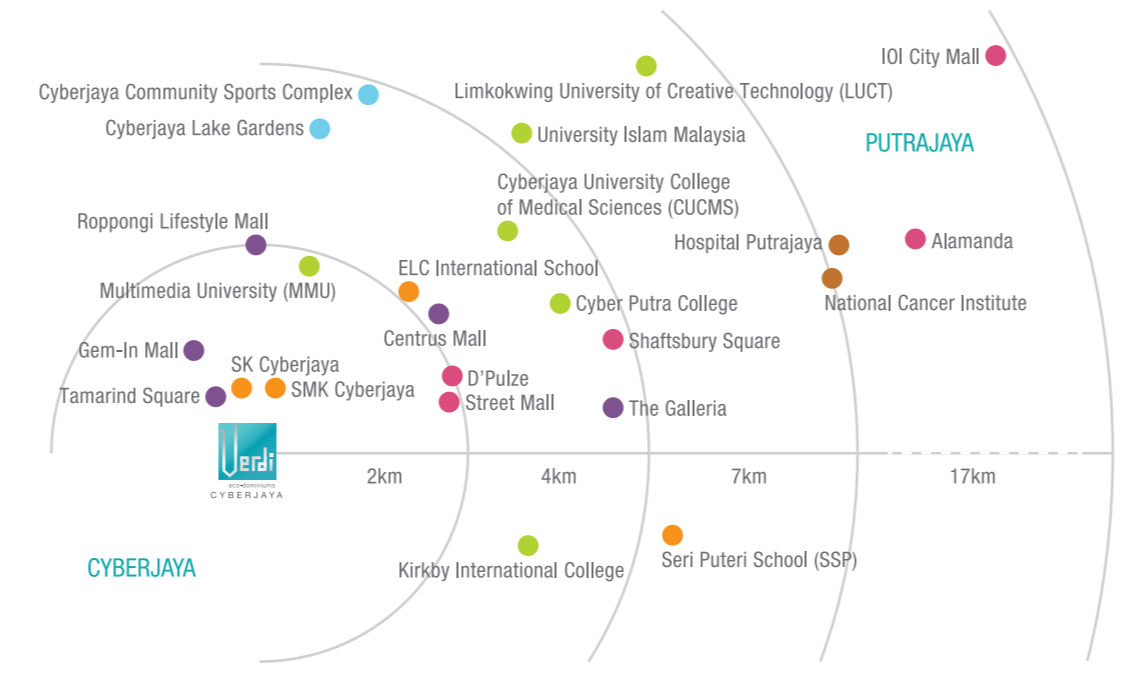 IOI City Mall
Cyberjaya Community Sports Complex
Limkokwing University of Creative Technology (LUCT)
Cyberjaya Lake Gardens
University Islam Malaysia
PUTRAJAYA
Cyberjaya University College
of Medical Sciences (CUCMS)
Roppongi Lifestyle Mall
Hospital Putrajaya
Alamanda
ELC International School
Multimedia University (MMU)
Cyber Putra College
National Cancer Institute
Centrus Mall
Shaftsbury Square
Gem-In Mall
SK Cyberjaya
D'Pulze
SMK Cyberjaya
Tamarind Square
Street Mall
The Galleria
Verdi
eco-dominiums
CYBERJAYA
2km
4km
7km
17km
CYBERJAYA
Kirkby International College
Seri Puteri School (SSP)